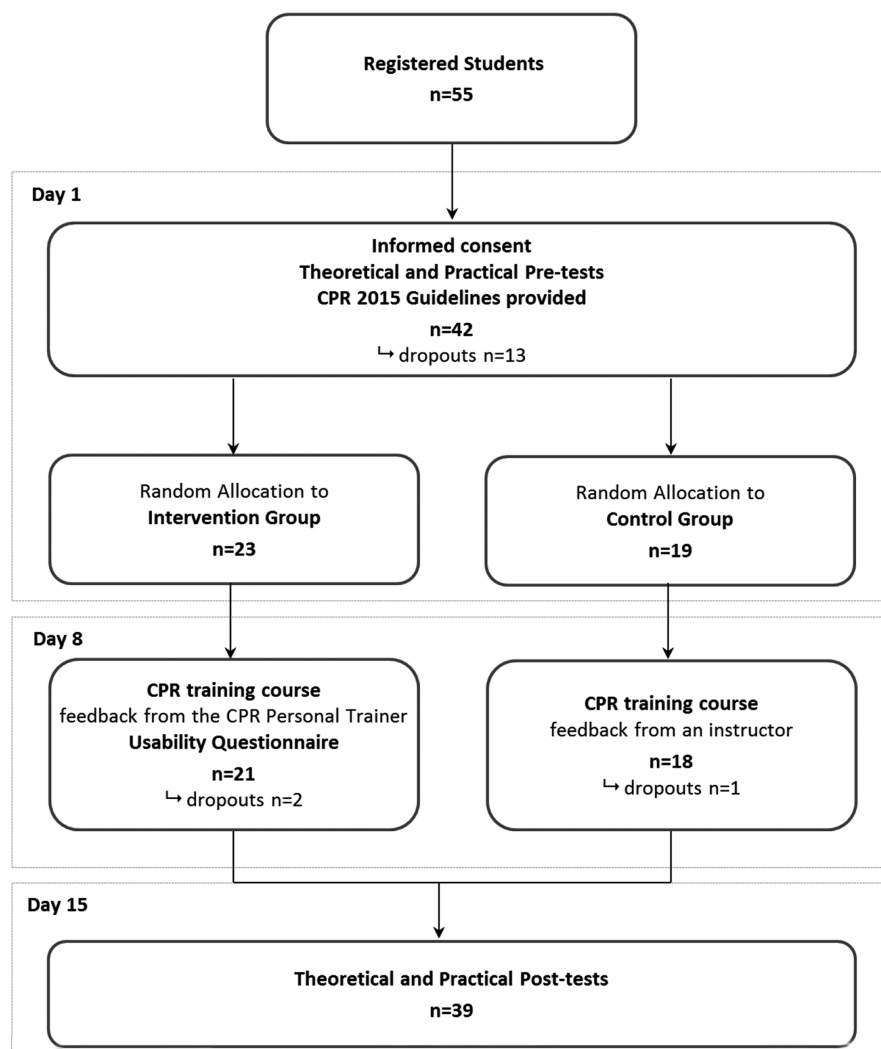 Registered Students
n=55
Day 1
Informed consent
Theoretical and Practical Pre-tests
CPR 2015 Guidelines provided
n=42
↳ dropouts n=13
Random Allocation to
Intervention Group
n=23
Random Allocation to
Control Group
n=19
Day 8
CPR training course
feedback from the CPR Personal Trainer
Usability Questionnaire
n=21
↳ dropouts n=2
CPR training course
feedback from an instructor
n=18
↳ dropouts n=1
Day 15
Theoretical and Practical Post-tests
n=39